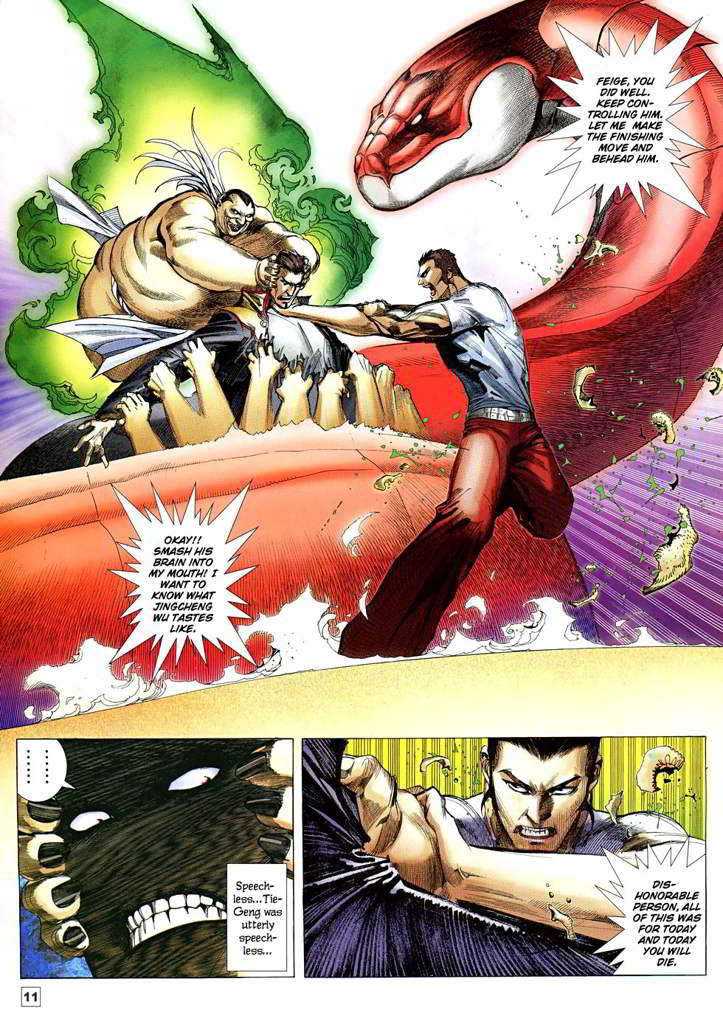 FEIGE, YOU
DID WELL.
KEEP CON-
TROLLING HIM.
LET ME MAKE
THE FINISHING
MOVE AND
BEHEAD HIM.
OKAY!!
SMASH HIS
BRAIN INTO
MY MOUTH! I
WANT TO
KNOW WHAT
JINGCHENG
WU TASTES
LIKE.
Speech-
less...Tie-
Geng was
utterly
speech-
less...
DIS-
HONORABLE
PERSON, ALL
OF THIS WAS
FOR TODAY
AND TODAY
YOU WILL
DIE.
11